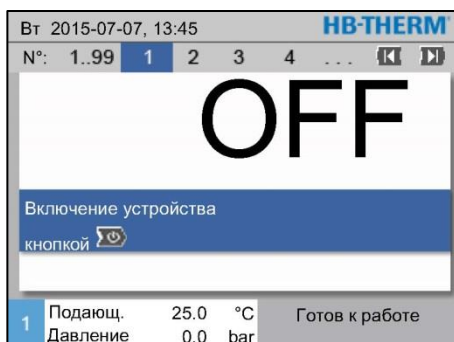 Вт 2015-07-07, 13:45 HB-THERM®
N°: 1..99 1 2 3 4 ...
OFF
Включение устройства
кнопкой
1 Подающ. 25.0 °C Готов к работе
Давление 0.0 bar